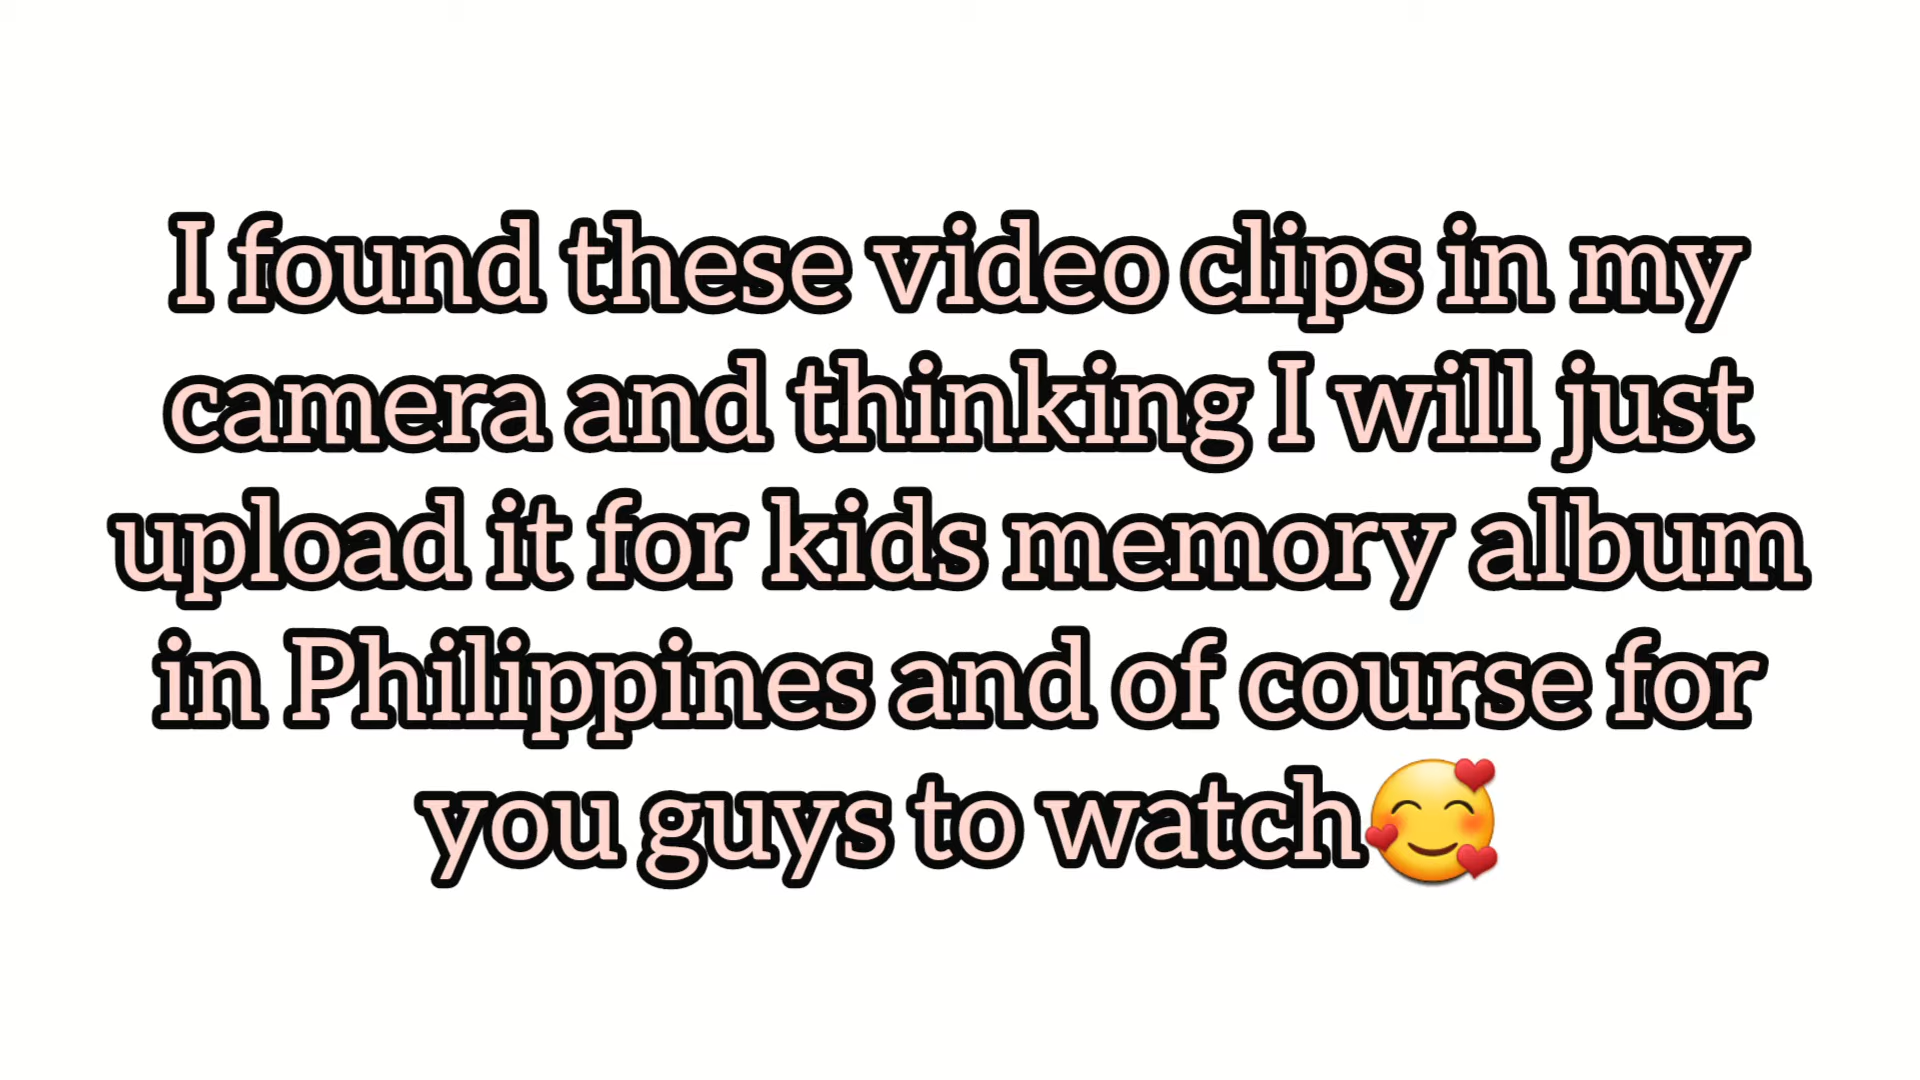 I found these video clips in my
camera and thinking I will just
upload it for kids memory album
in Philippines and of course for
you guys to watch🥰